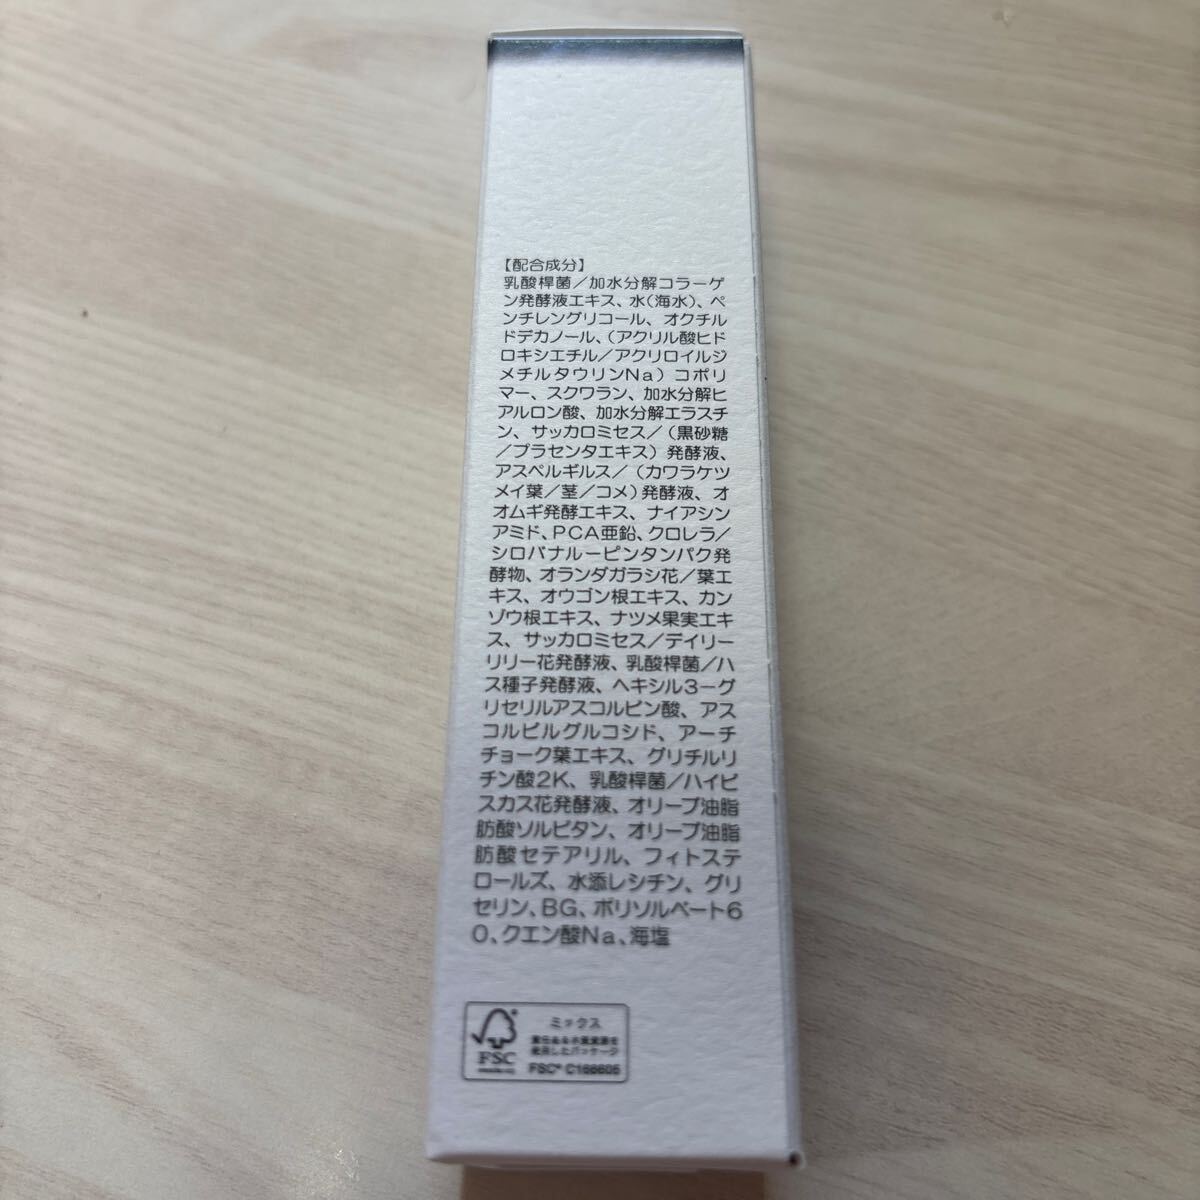 【配合成分】
乳酸桿菌／加水分解コラーゲ
ン発酵液エキス、水(海水)、ペ
ンチレングリコール、オクチル
ドデカノール、(アクリル酸ヒド
ロキシエチル／アクリロイルジ
メチルタウリンNa)コポリ
マー、スクワラン、加水分解ヒ
アルロン酸、加水分解エラスチ
ン、サッカロミセス／(黒砂糖
／プラセンタエキス)発酵液、
アスペルギルス／(カワラケツ
メイ葉／茎／コメ)発酵液、オ
オムギ発酵エキス、ナイアシン
アミド、PCA亜鉛、クロレラ／
シロバナルーピンタンパク発
酵物、オランダガラシ花／葉エ
キス、オウゴン根エキス、カン
ゾウ根エキス、ナツメ果実エキ
ス、サッカロミセス／デイリー
リリー花発酵液、乳酸桿菌／ハ
ス種子発酵液、ヘキシル3－グ
リセリルアスコルビン酸、アス
コルビルグルコシド、アーチ
チョーク葉エキス、グリチルリ
チン酸2K、乳酸桿菌／ハイビ
スカス花発酵液、オリーブ油脂
肪酸ソルビタン、オリーブ油脂
肪酸セテアリル、フィトステ
ロールズ、水添レシチン、グリ
セリン、BG、ポリソルベート6
0、クエン酸Na、海塩
ミックス
責任ある木質資源を
使用したパッケージ
FSC
FSC® C166605